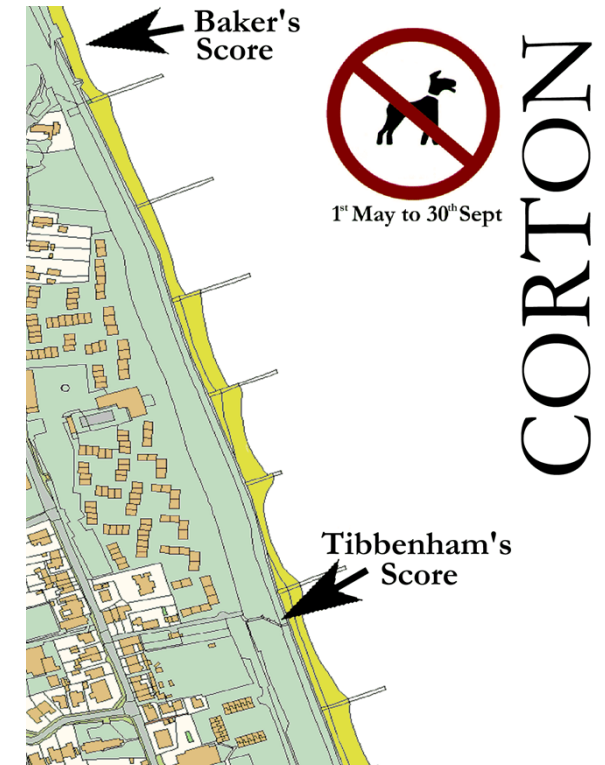 Baker's
Score
1st May to 30th Sept
CORTON
Tibbenham's
Score